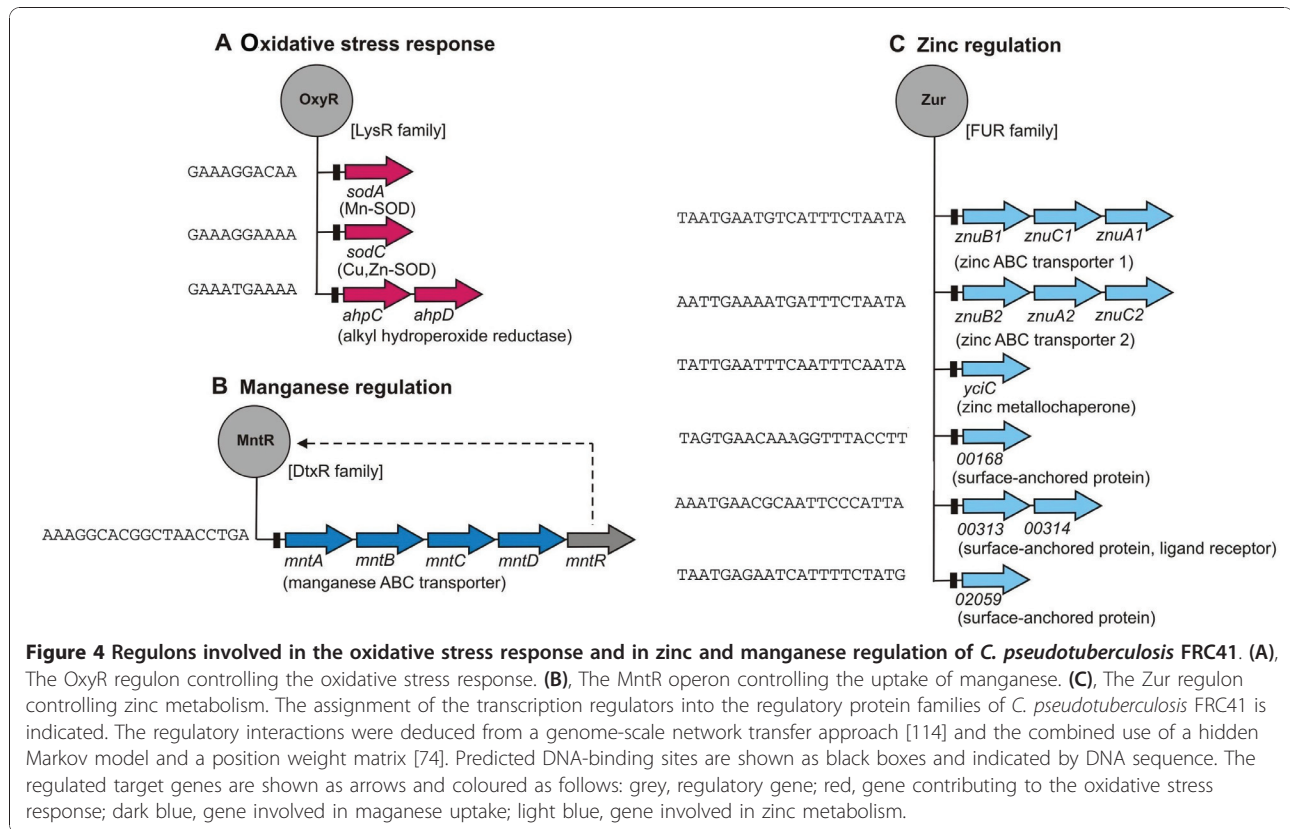 A Oxidative stress response
OxyR
[LysR family]
GAAAGGACAA
sodA
(Mn-SOD)
GAAAGGAAAA
sodC
(Cu,Zn-SOD)
GAAATGAAAA
ahpC ahpD
(alkyl hydroperoxide reductase)
B Manganese regulation
MntR
[DtxR family]
AAAGGCACGGCTAACCTGA
mntA mntB mntC mntD mntR
(manganese ABC transporter)
C Zinc regulation
Zur
[FUR family]
TAATGAATGTCATTTCTAATA
znuB1 znuC1 znuA1
(zinc ABC transporter 1)
AATTGAAAATGATTTCTAATA
znuB2 znuA2 znuC2
(zinc ABC transporter 2)
TATTGAATTTCAATTTCAATA
yciC
(zinc metallochaperone)
TAGTGAACAAAGGTTTACCTT
00168
(surface-anchored protein)
AAATGAACGCAATTCCCATTA
00313 00314
(surface-anchored protein, ligand receptor)
TAATGAGAATCATTTTCTATG
02059
(surface-anchored protein)
Figure 4 Regulons involved in the oxidative stress response and in zinc and manganese regulation of C. pseudotuberculosis FRC41. (A),
The OxyR regulon controlling the oxidative stress response. (B), The MntR operon controlling the uptake of manganese. (C), The Zur regulon
controlling zinc metabolism. The assignment of the transcription regulators into the regulatory protein families of C. pseudotuberculosis FRC41 is
indicated. The regulatory interactions were deduced from a genome-scale network transfer approach [114] and the combined use of a hidden
Markov model and a position weight matrix [74]. Predicted DNA-binding sites are shown as black boxes and indicated by DNA sequence. The
regulated target genes are shown as arrows and coloured as follows: grey, regulatory gene; red, gene contributing to the oxidative stress
response; dark blue, gene involved in maganese uptake; light blue, gene involved in zinc metabolism.